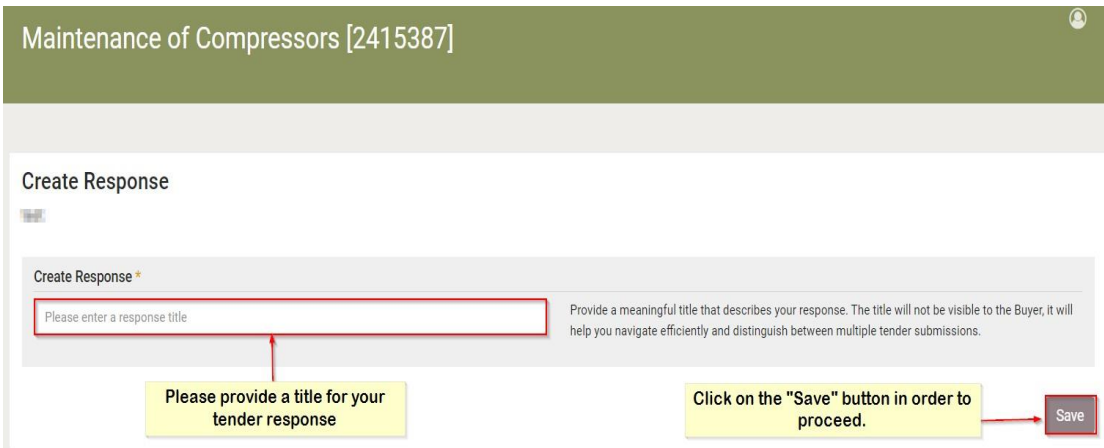 Maintenance of Compressors [2415387]
Create Response
Create Response *
Please enter a response title
Provide a meaningful title that describes your response. The title will not be visible to the Buyer, it will
help you navigate efficiently and distinguish between multiple tender submissions.
Please provide a title for your
tender response
Click on the "Save" button in order to
proceed.
Save